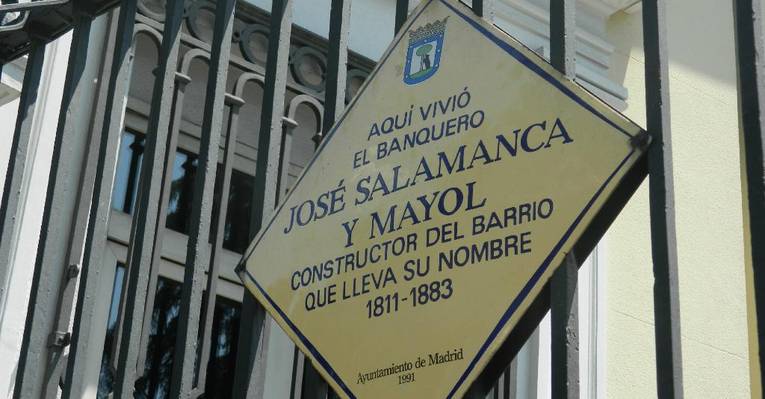 AQUÍ VIVIÓ
EL BANQUERO
JOSÉ SALAMANCA
Y MAYOL
CONSTRUCTOR DEL BARRIO
QUE LLEVA SU NOMBRE
1811-1883
Ayuntamiento de Madrid
1991